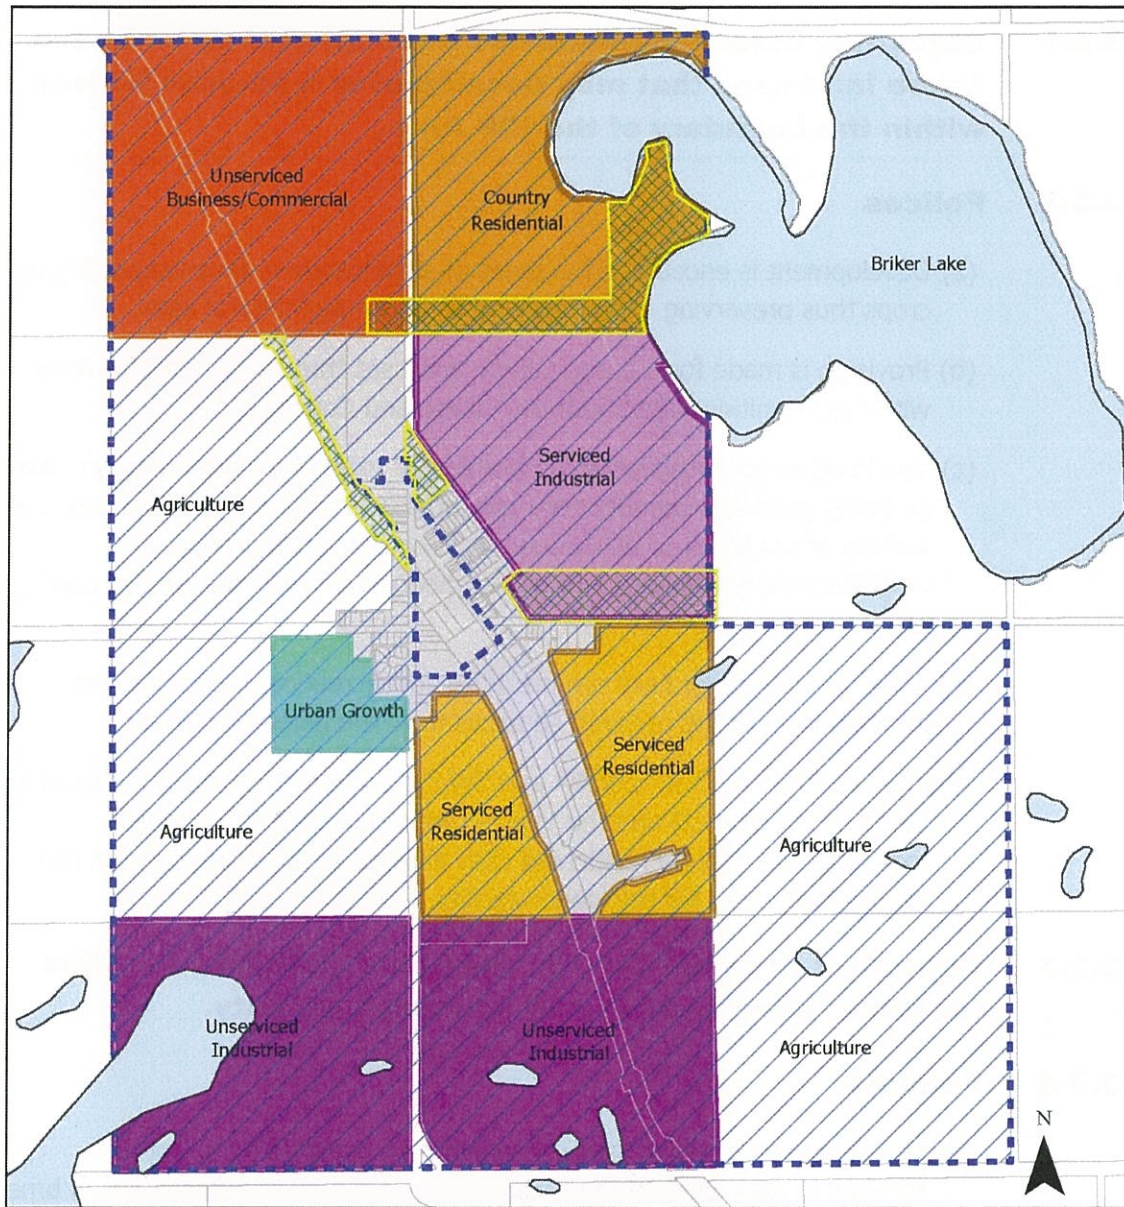 Unserviced
Business/Commercial
Country
Residential
Briker Lake
Serviced
Industrial
Agriculture
Urban Growth
Serviced
Residential
Serviced
Residential
Agriculture
Agriculture
Unserviced
Industrial
Unserviced
Industrial
Agriculture
N